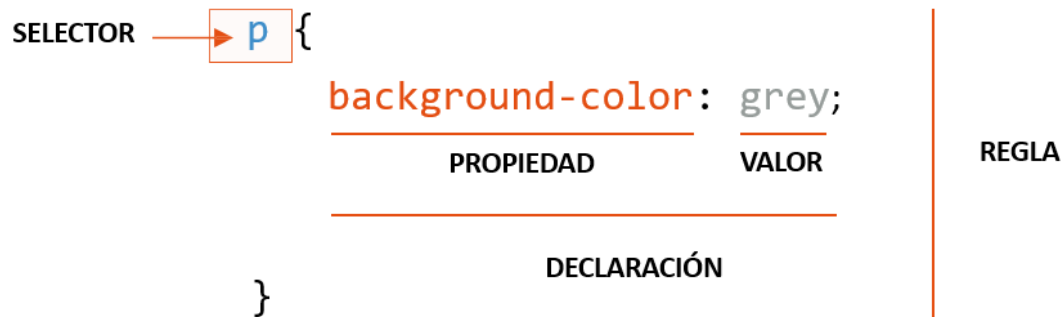 SELECTOR p {
background-color: grey;
PROPIEDAD VALOR
REGLA
DECLARACIÓN
}